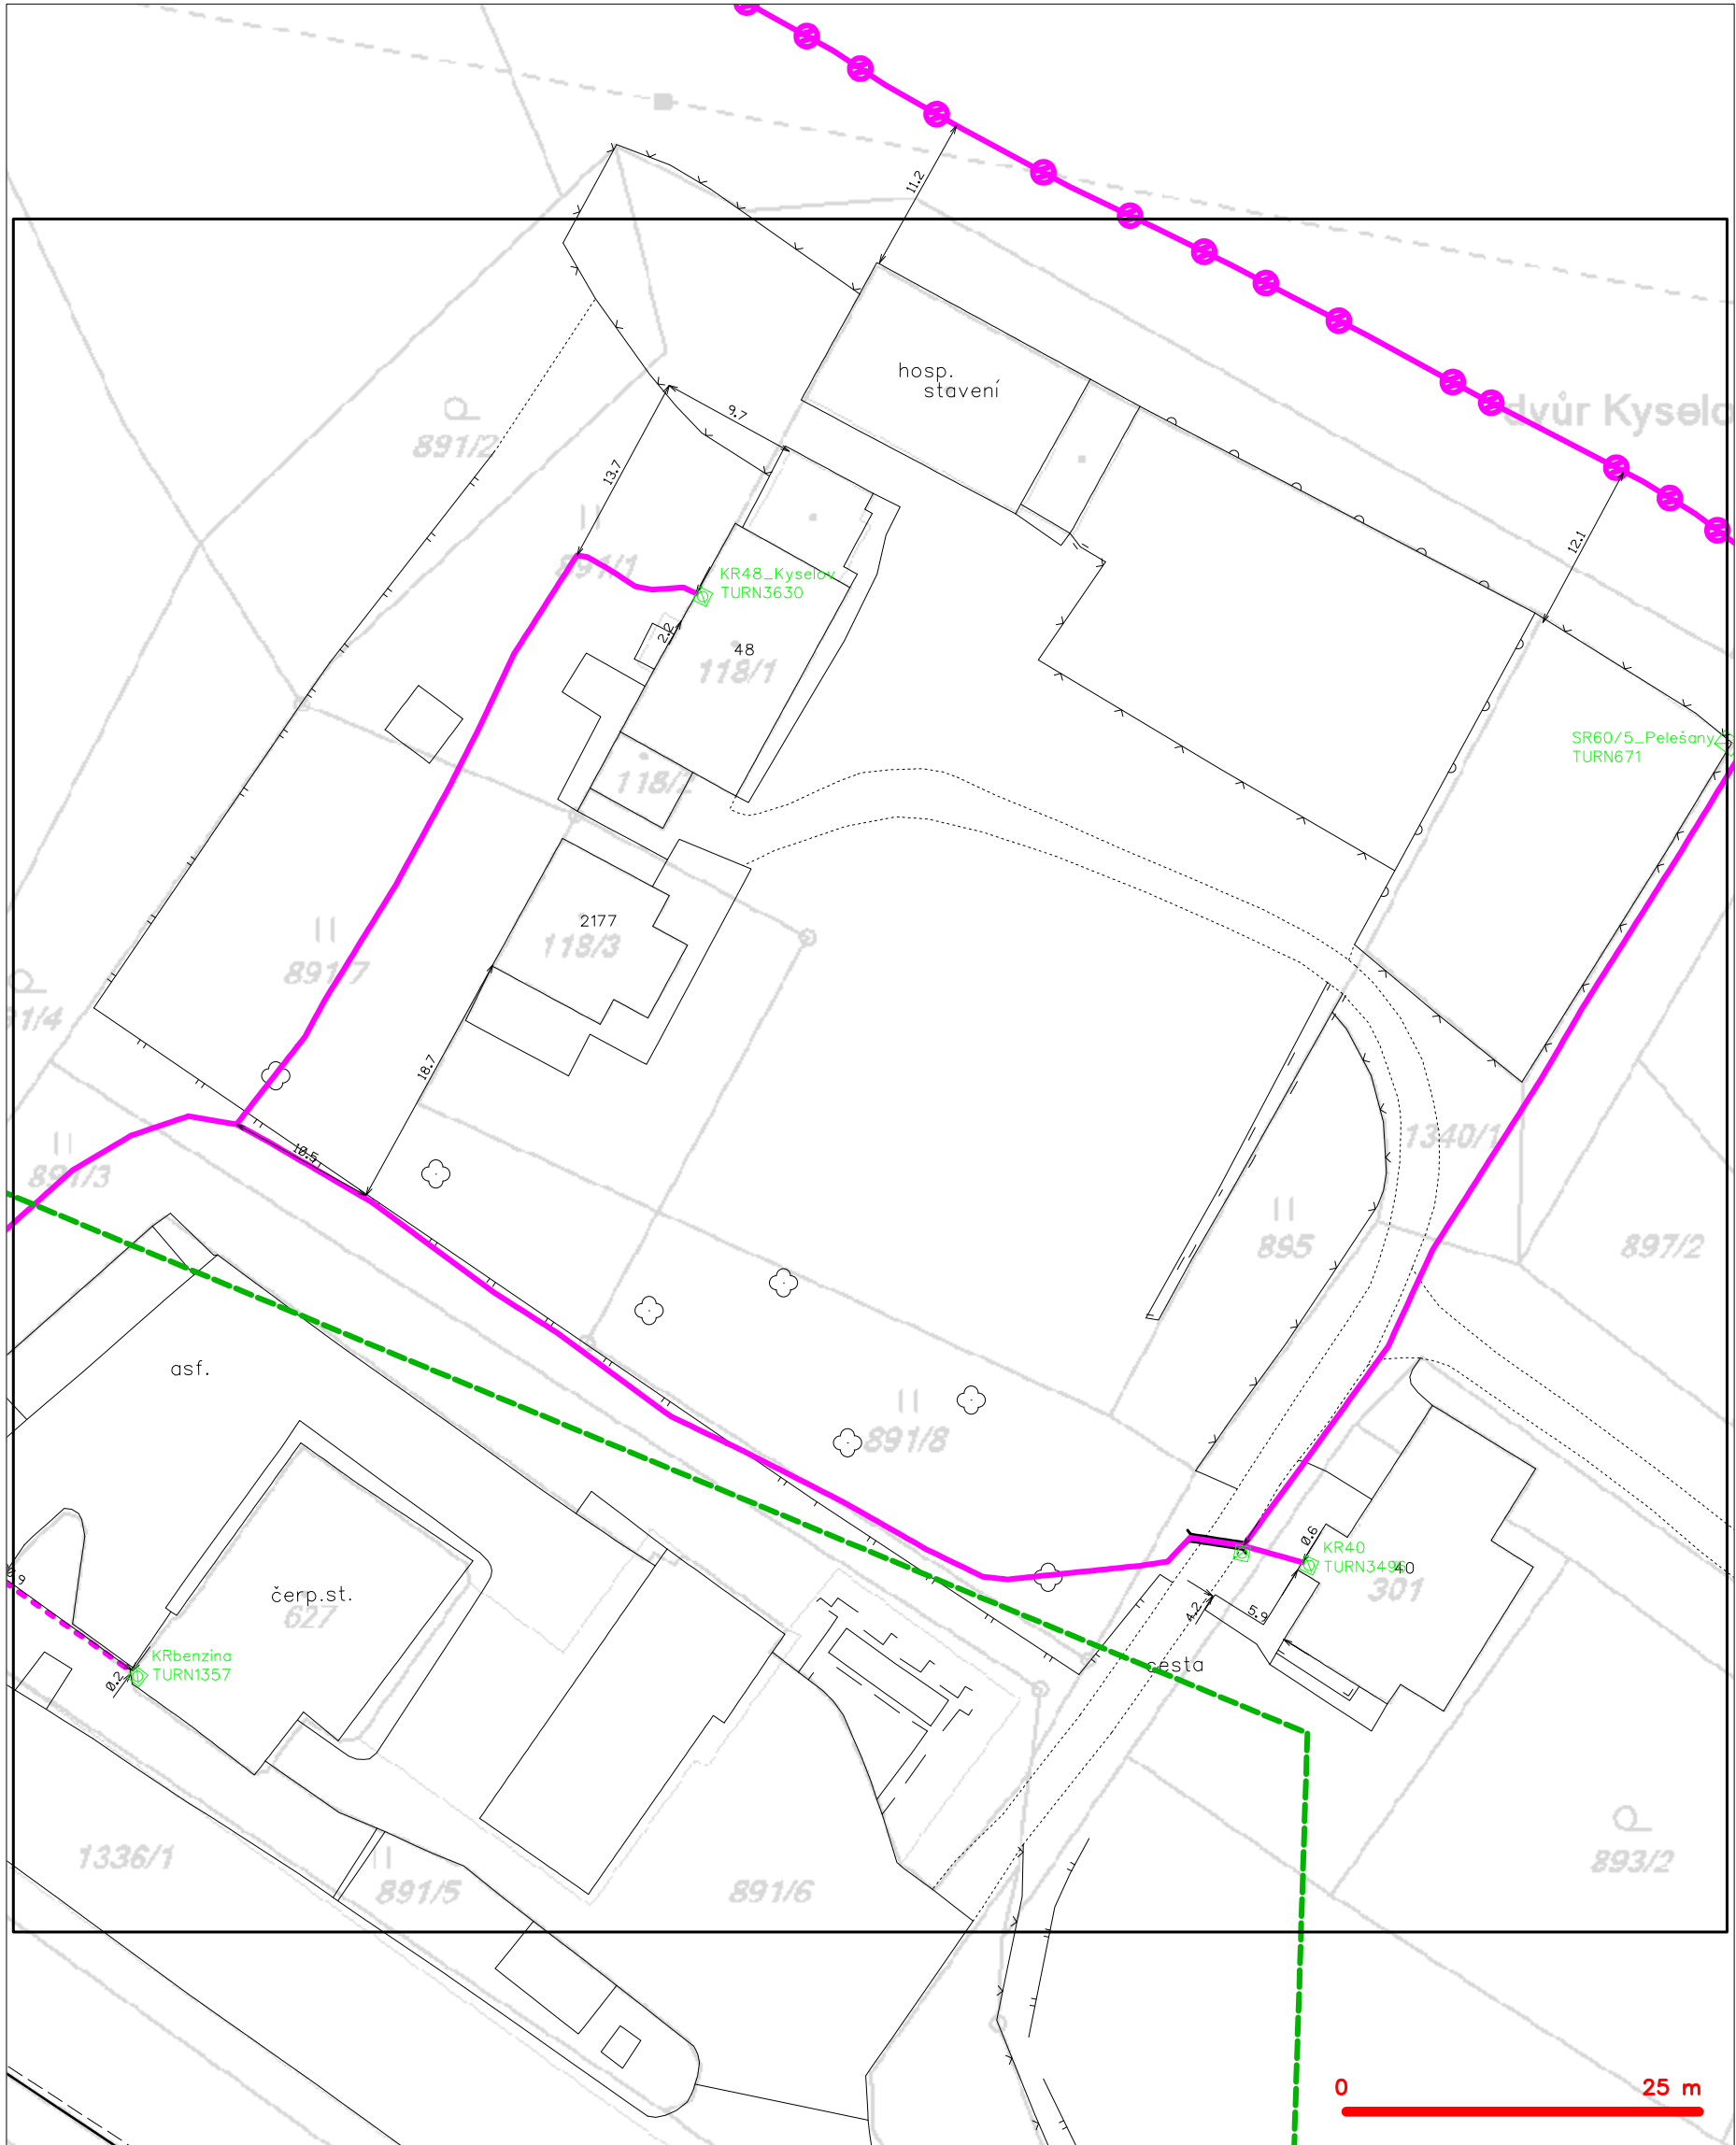 11.2
hosp.
stavení
dvůr Kyselo
9.7
891/2
13.7
12.1
891/1
KR48_Kyselov
TURN3630
2.2
48
118/1
SR60/5_Pelešany
TURN671
118/2
2177
118/3
891/7
91/4
18.7
1340/1
10.5
891/3
895
897/2
asf.
891/8
0.6
KR40
TURN3496
40
301
čerp.st.
627
4.2
5.9
KRbenzina
TURN1357
0.2
cesta
1336/1
891/5
891/6
893/2
0 25 m